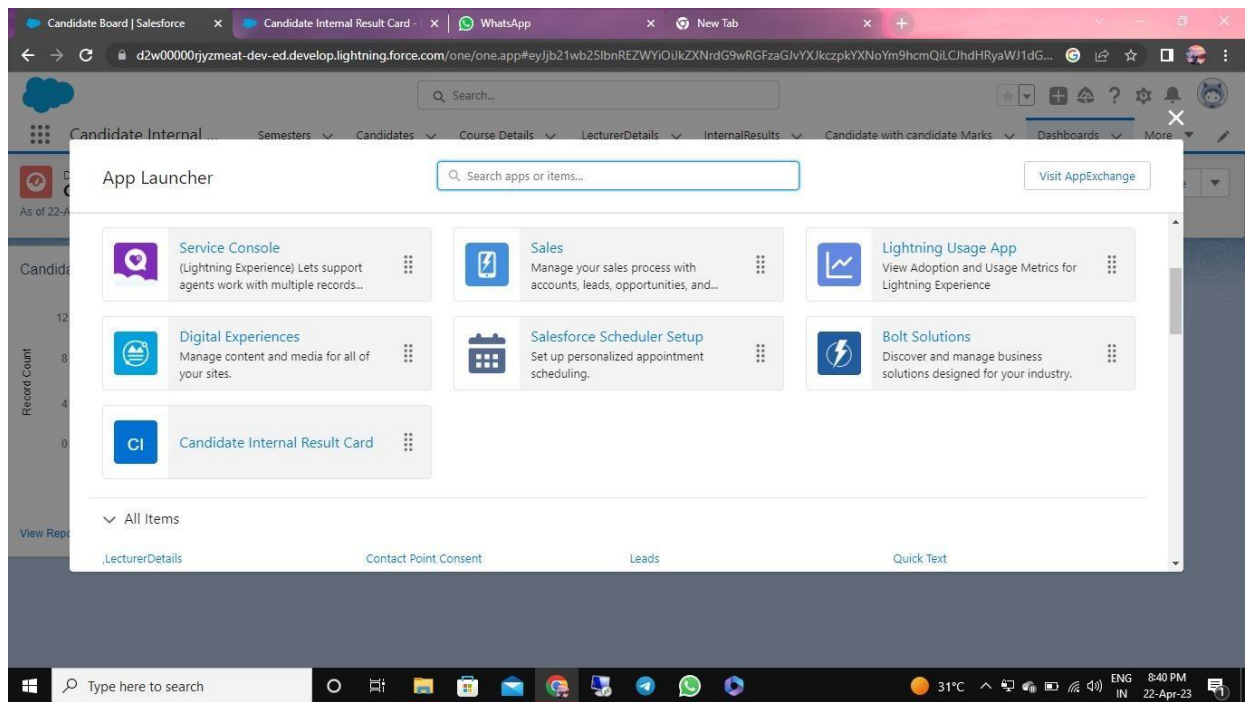 Candidate Board | Salesforce
Candidate Internal Result Card -
WhatsApp
New Tab
d2w00000rjyzmeat-dev-ed.develop.lightning.force.com/one/one.app#eyJjb21wb25lbnREZWYiOiJkZXNrdG9wRGFzaGJvYXJkczpkYXNoYm9hcmQiLCJhdHRyaWJ1dG...
Search...
Candidate Internal ...
Semesters
Candidates
Course Details
LecturerDetails
InternalResults
Candidate with candidate Marks
Dashboards
More
As of 22-A
App Launcher
Search apps or items...
Visit AppExchange
Service Console
(Lightning Experience) Lets support
agents work with multiple records...
Sales
Manage your sales process with
accounts, leads, opportunities, and...
Lightning Usage App
View Adoption and Usage Metrics for
Lightning Experience
Digital Experiences
Manage content and media for all of
your sites.
Salesforce Scheduler Setup
Set up personalized appointment
scheduling.
Bolt Solutions
Discover and manage business
solutions designed for your industry.
CI
Candidate Internal Result Card
Candida
12
8
4
0
Record Count
View Repo
All Items
,LecturerDetails
Contact Point Consent
Leads
Quick Text
Type here to search
31°C
ENG
IN
8:40 PM
22-Apr-23
1